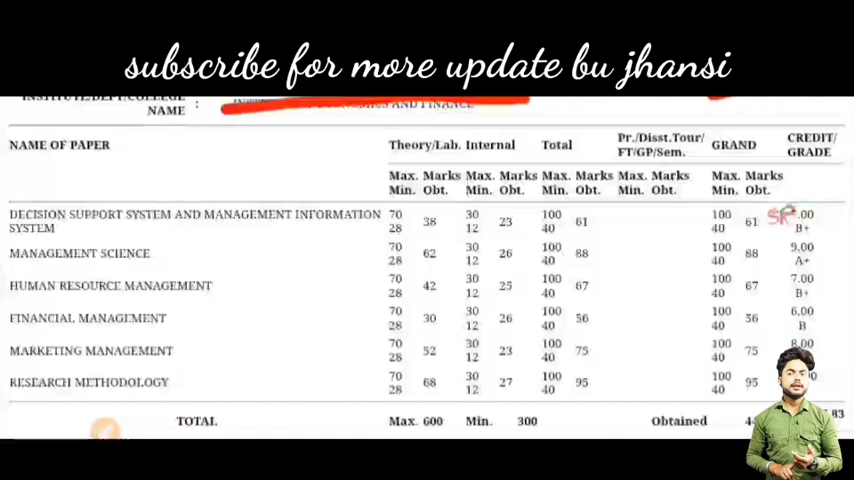 subscribe for more update bu jhansi
INSTITUTE/DEPT/COLLEGE NAME :
AND FINANCE
NAME OF PAPER Theory/Lab. Internal Total Pr./Disst.Tour/ FT/GP/Sem. GRAND CREDIT/ GRADE
Max. Marks Max. Marks Max. Marks Max. Marks Max. Marks
Min. Obt. Min. Obt. Min. Obt. Min. Obt. Min. Obt.
DECISION SUPPORT SYSTEM AND MANAGEMENT INFORMATION 70 30 100 100 .00
SYSTEM 28 38 12 23 40 61 40 61 B+
MANAGEMENT SCIENCE 70 28 62 30 12 26 100 40 88 100 40 88 9.00 A+
HUMAN RESOURCE MANAGEMENT 70 28 42 30 12 25 100 40 67 100 40 67 7.00 B+
FINANCIAL MANAGEMENT 70 28 30 30 12 26 100 40 56 100 40 56 6.00 B
MARKETING MANAGEMENT 70 28 52 30 12 23 100 40 75 100 40 75 8.00
RESEARCH METHODOLOGY 70 28 68 30 12 27 100 40 95 100 40 95
TOTAL Max. 600 Min. 300 Obtained